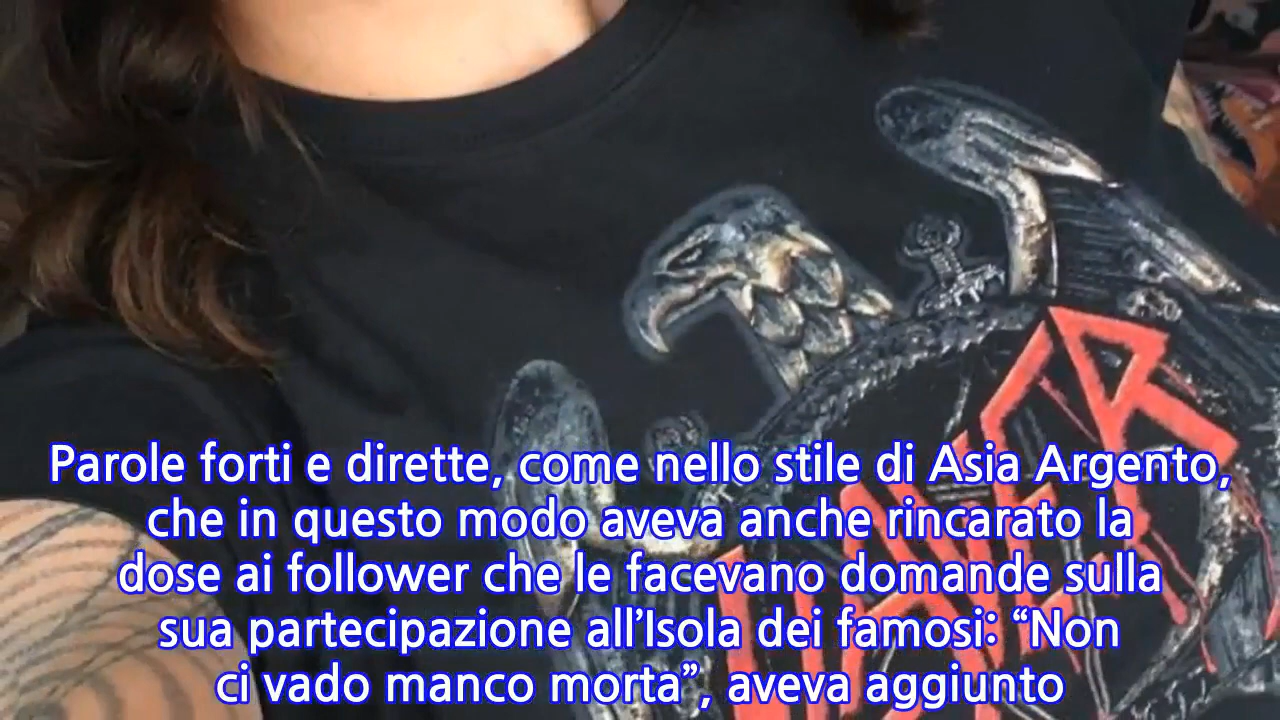 SLAYER
Parole forti e dirette, come nello stile di Asia Argento,
che in questo modo aveva anche rincarato la
dose ai follower che le facevano domande sulla
sua partecipazione all’Isola dei famosi: “Non
ci vado manco morta”, aveva aggiunto